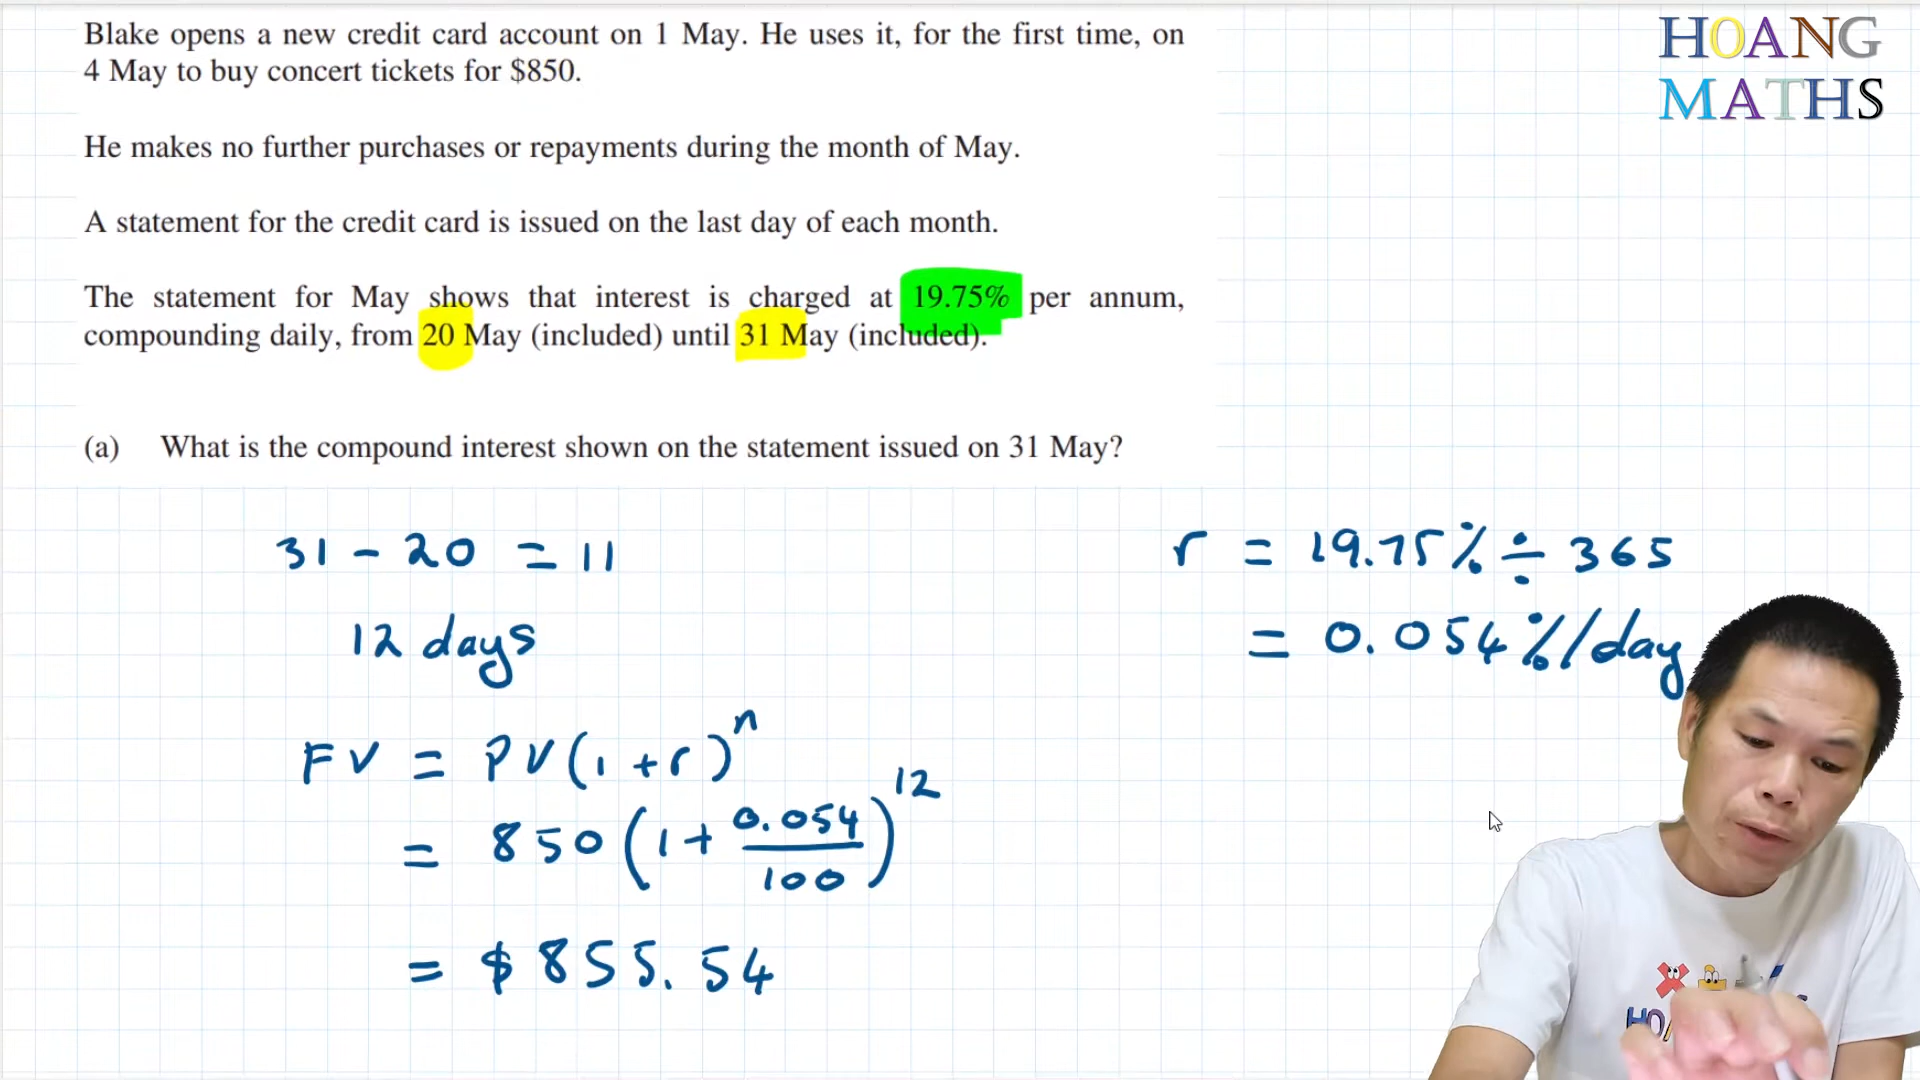 HOANG
MATHS
Blake opens a new credit card account on 1 May. He uses it, for the first time, on
4 May to buy concert tickets for $850.
He makes no further purchases or repayments during the month of May.
A statement for the credit card is issued on the last day of each month.
The statement for May shows that interest is charged at 19.75% per annum,
compounding daily, from 20 May (included) until 31 May (included).
(a) What is the compound interest shown on the statement issued on 31 May?
31 - 20 = 11
12 days
FV = PV(1+r)^n
= 850(1+0.054/100)^12
= $855.54
r = 19.75% ÷ 365
= 0.054%/day